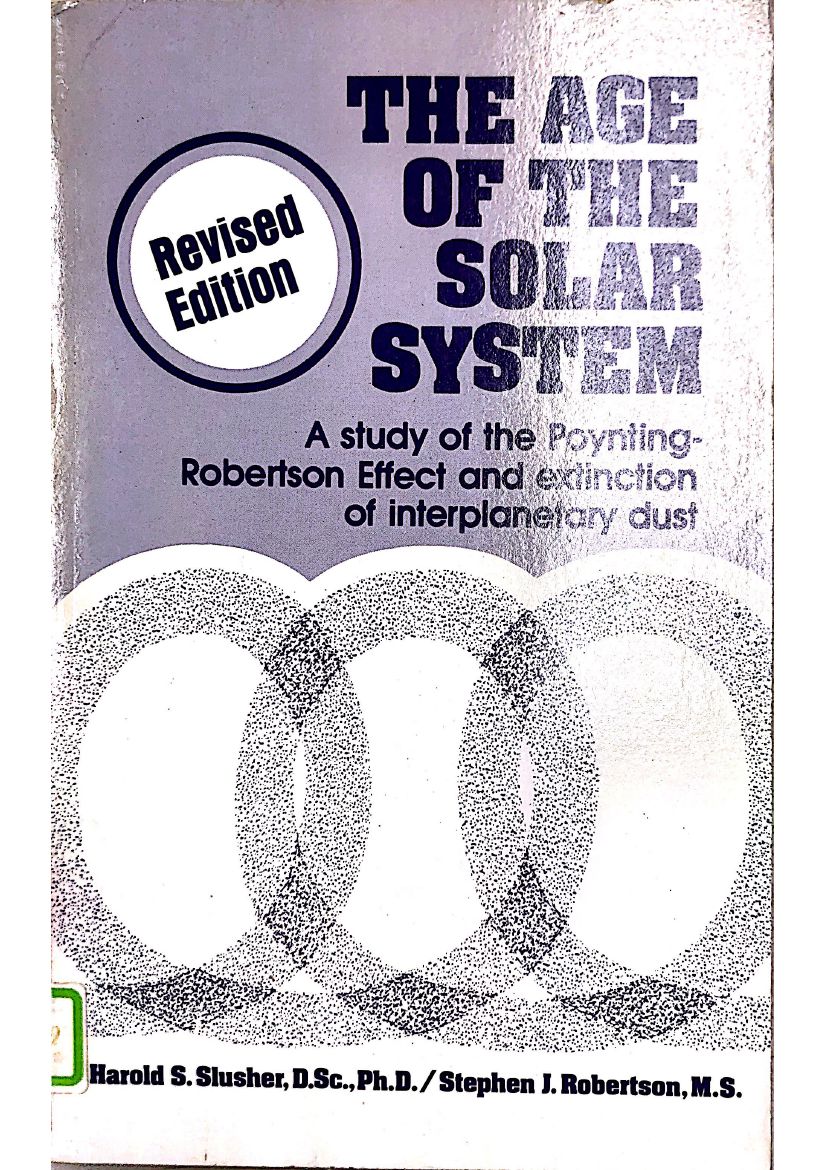 THE AGE
OF THE
SOLAR
SYSTEM
Revised
Edition
A study of the Poynting-
Robertson Effect and extinction
of interplanetary dust
Harold S. Slusher, D.Sc., Ph.D. / Stephen J. Robertson, M.S.